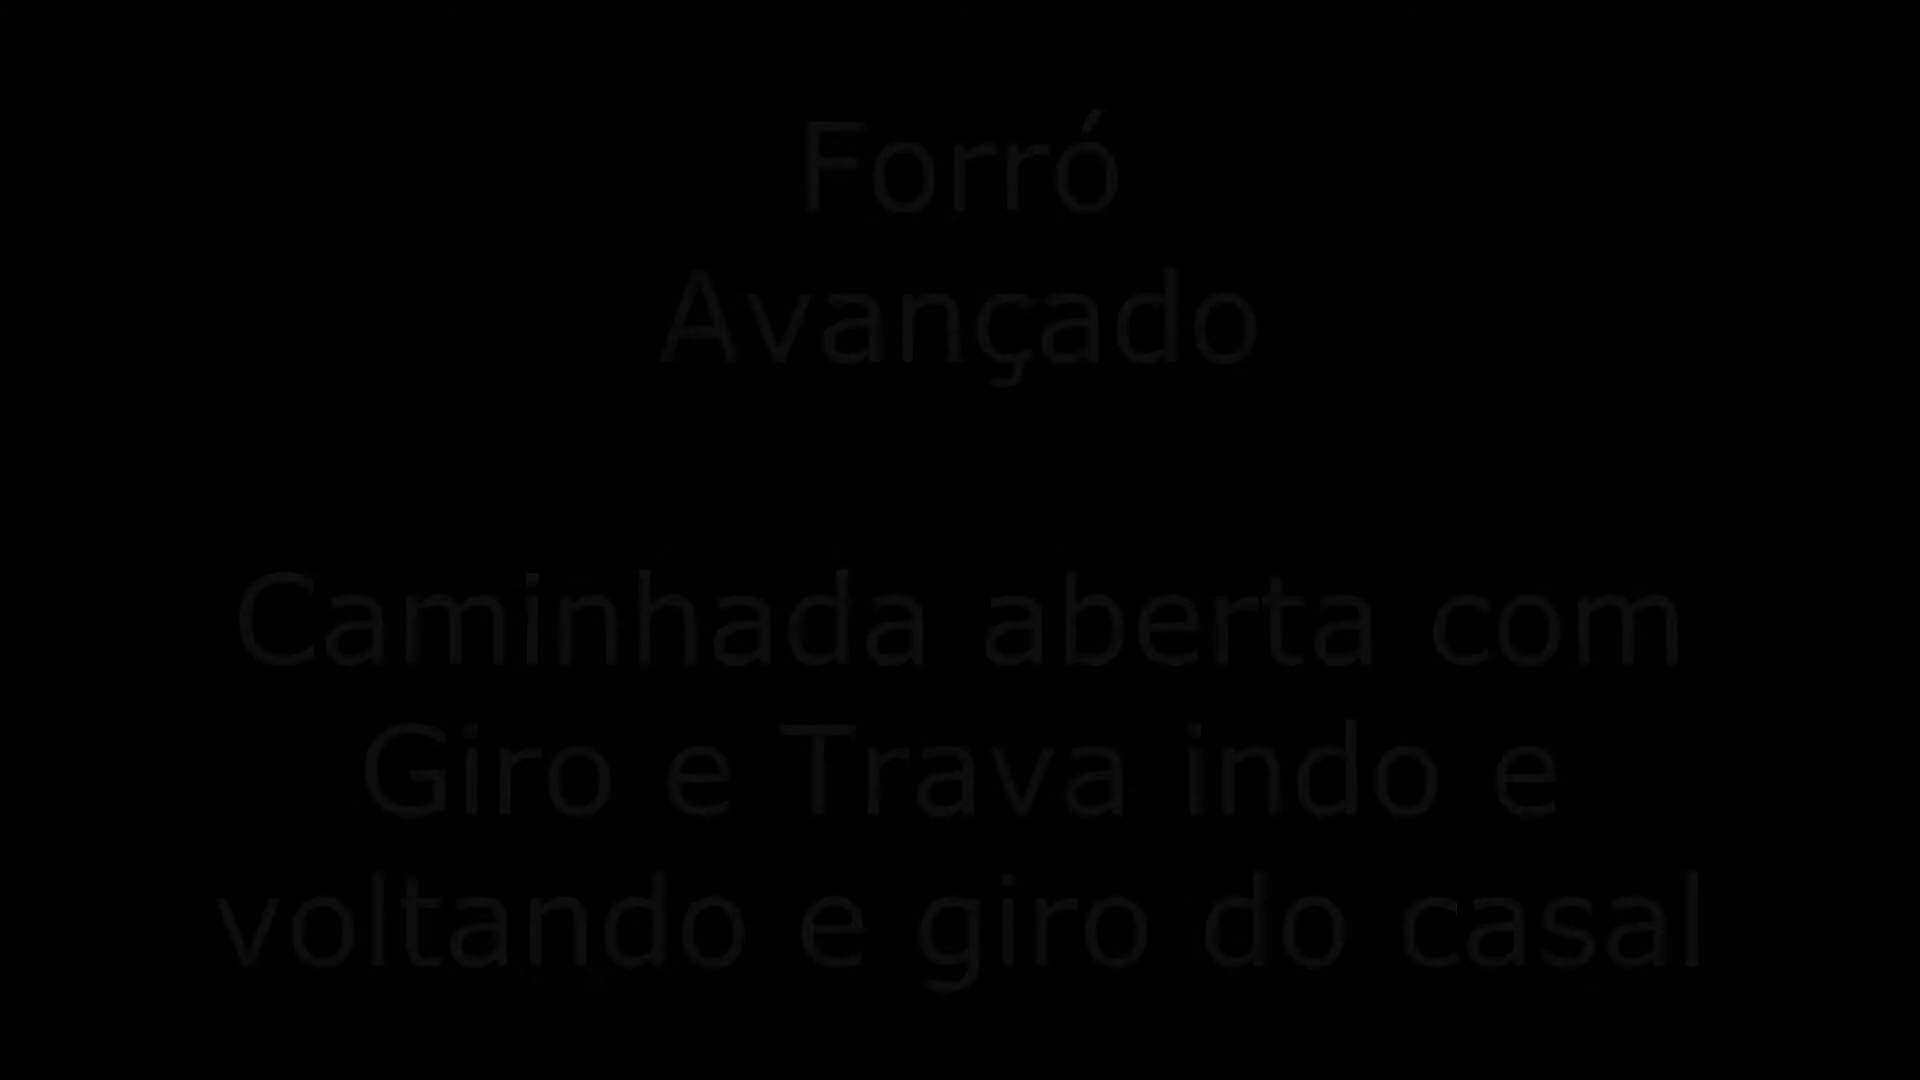 Forró
Avançado
Caminhada aberta com
Giro e Trava indo e
voltando e giro do casal